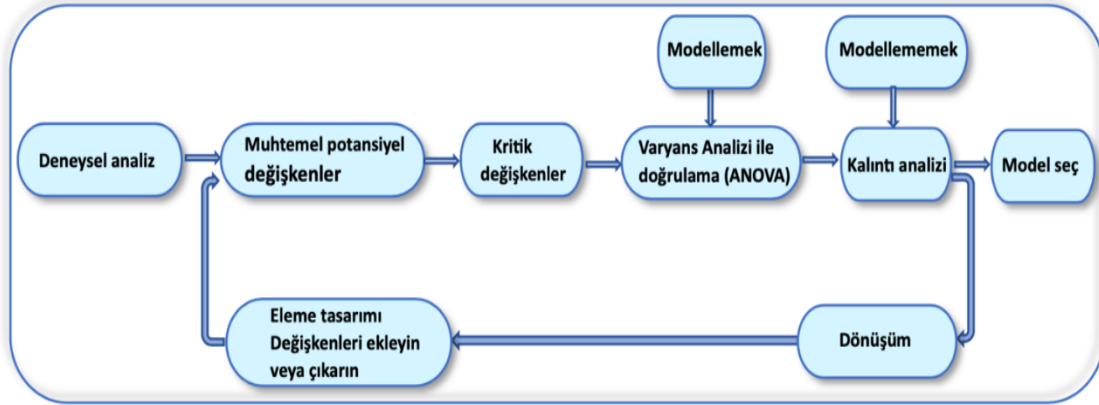 Modellemek
Modellememek
Deneysel analiz
Muhtemel potansiyel
değişkenler
Kritik
değişkenler
Varyans Analizi ile
doğrulama (ANOVA)
Kalıntı analizi
Model seç
Eleme tasarımı
Değişkenleri ekleyin
veya çıkarın
Dönüşüm